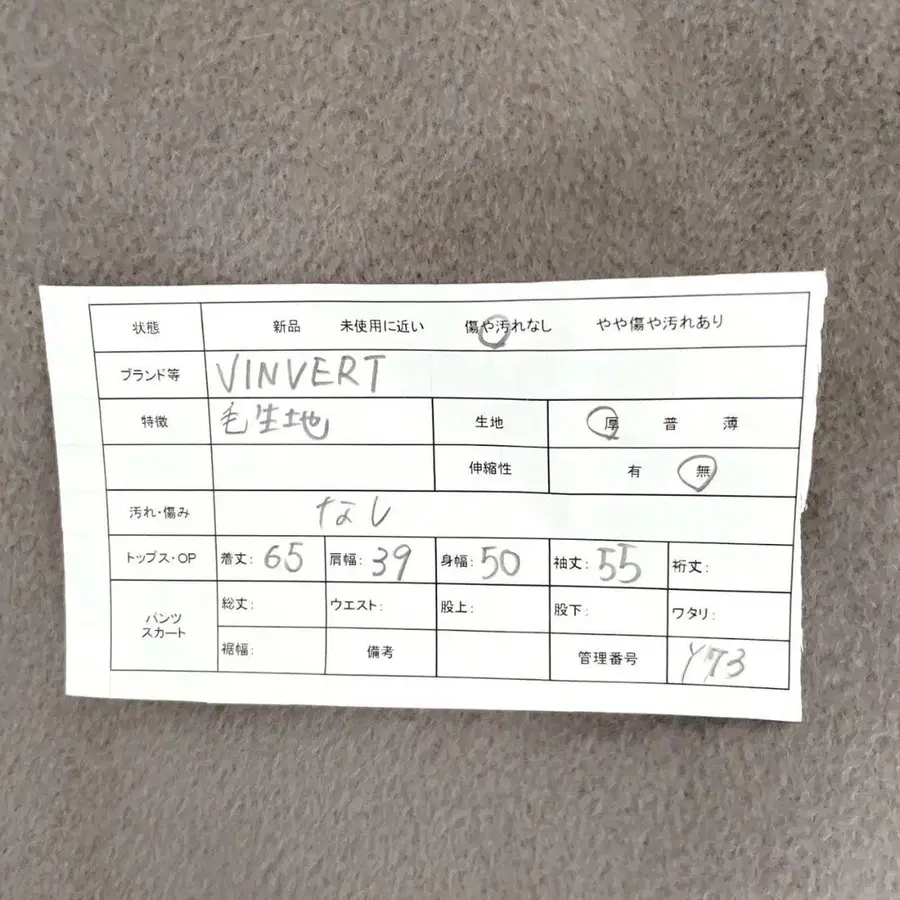 状態 新品 未使用に近い 傷や汚れなし やや傷や汚れあり
ブランド等 VINVERT
特徴 毛生地 生地 厚 普 薄
伸縮性 有 無
汚れ・傷み なし
トップス・OP 着丈: 65 肩幅: 39 身幅: 50 袖丈: 55 裄丈:
パンツ スカート 総丈: ウエスト: 股上: 股下: ワタリ:
裾幅: 備考 管理番号 Y73